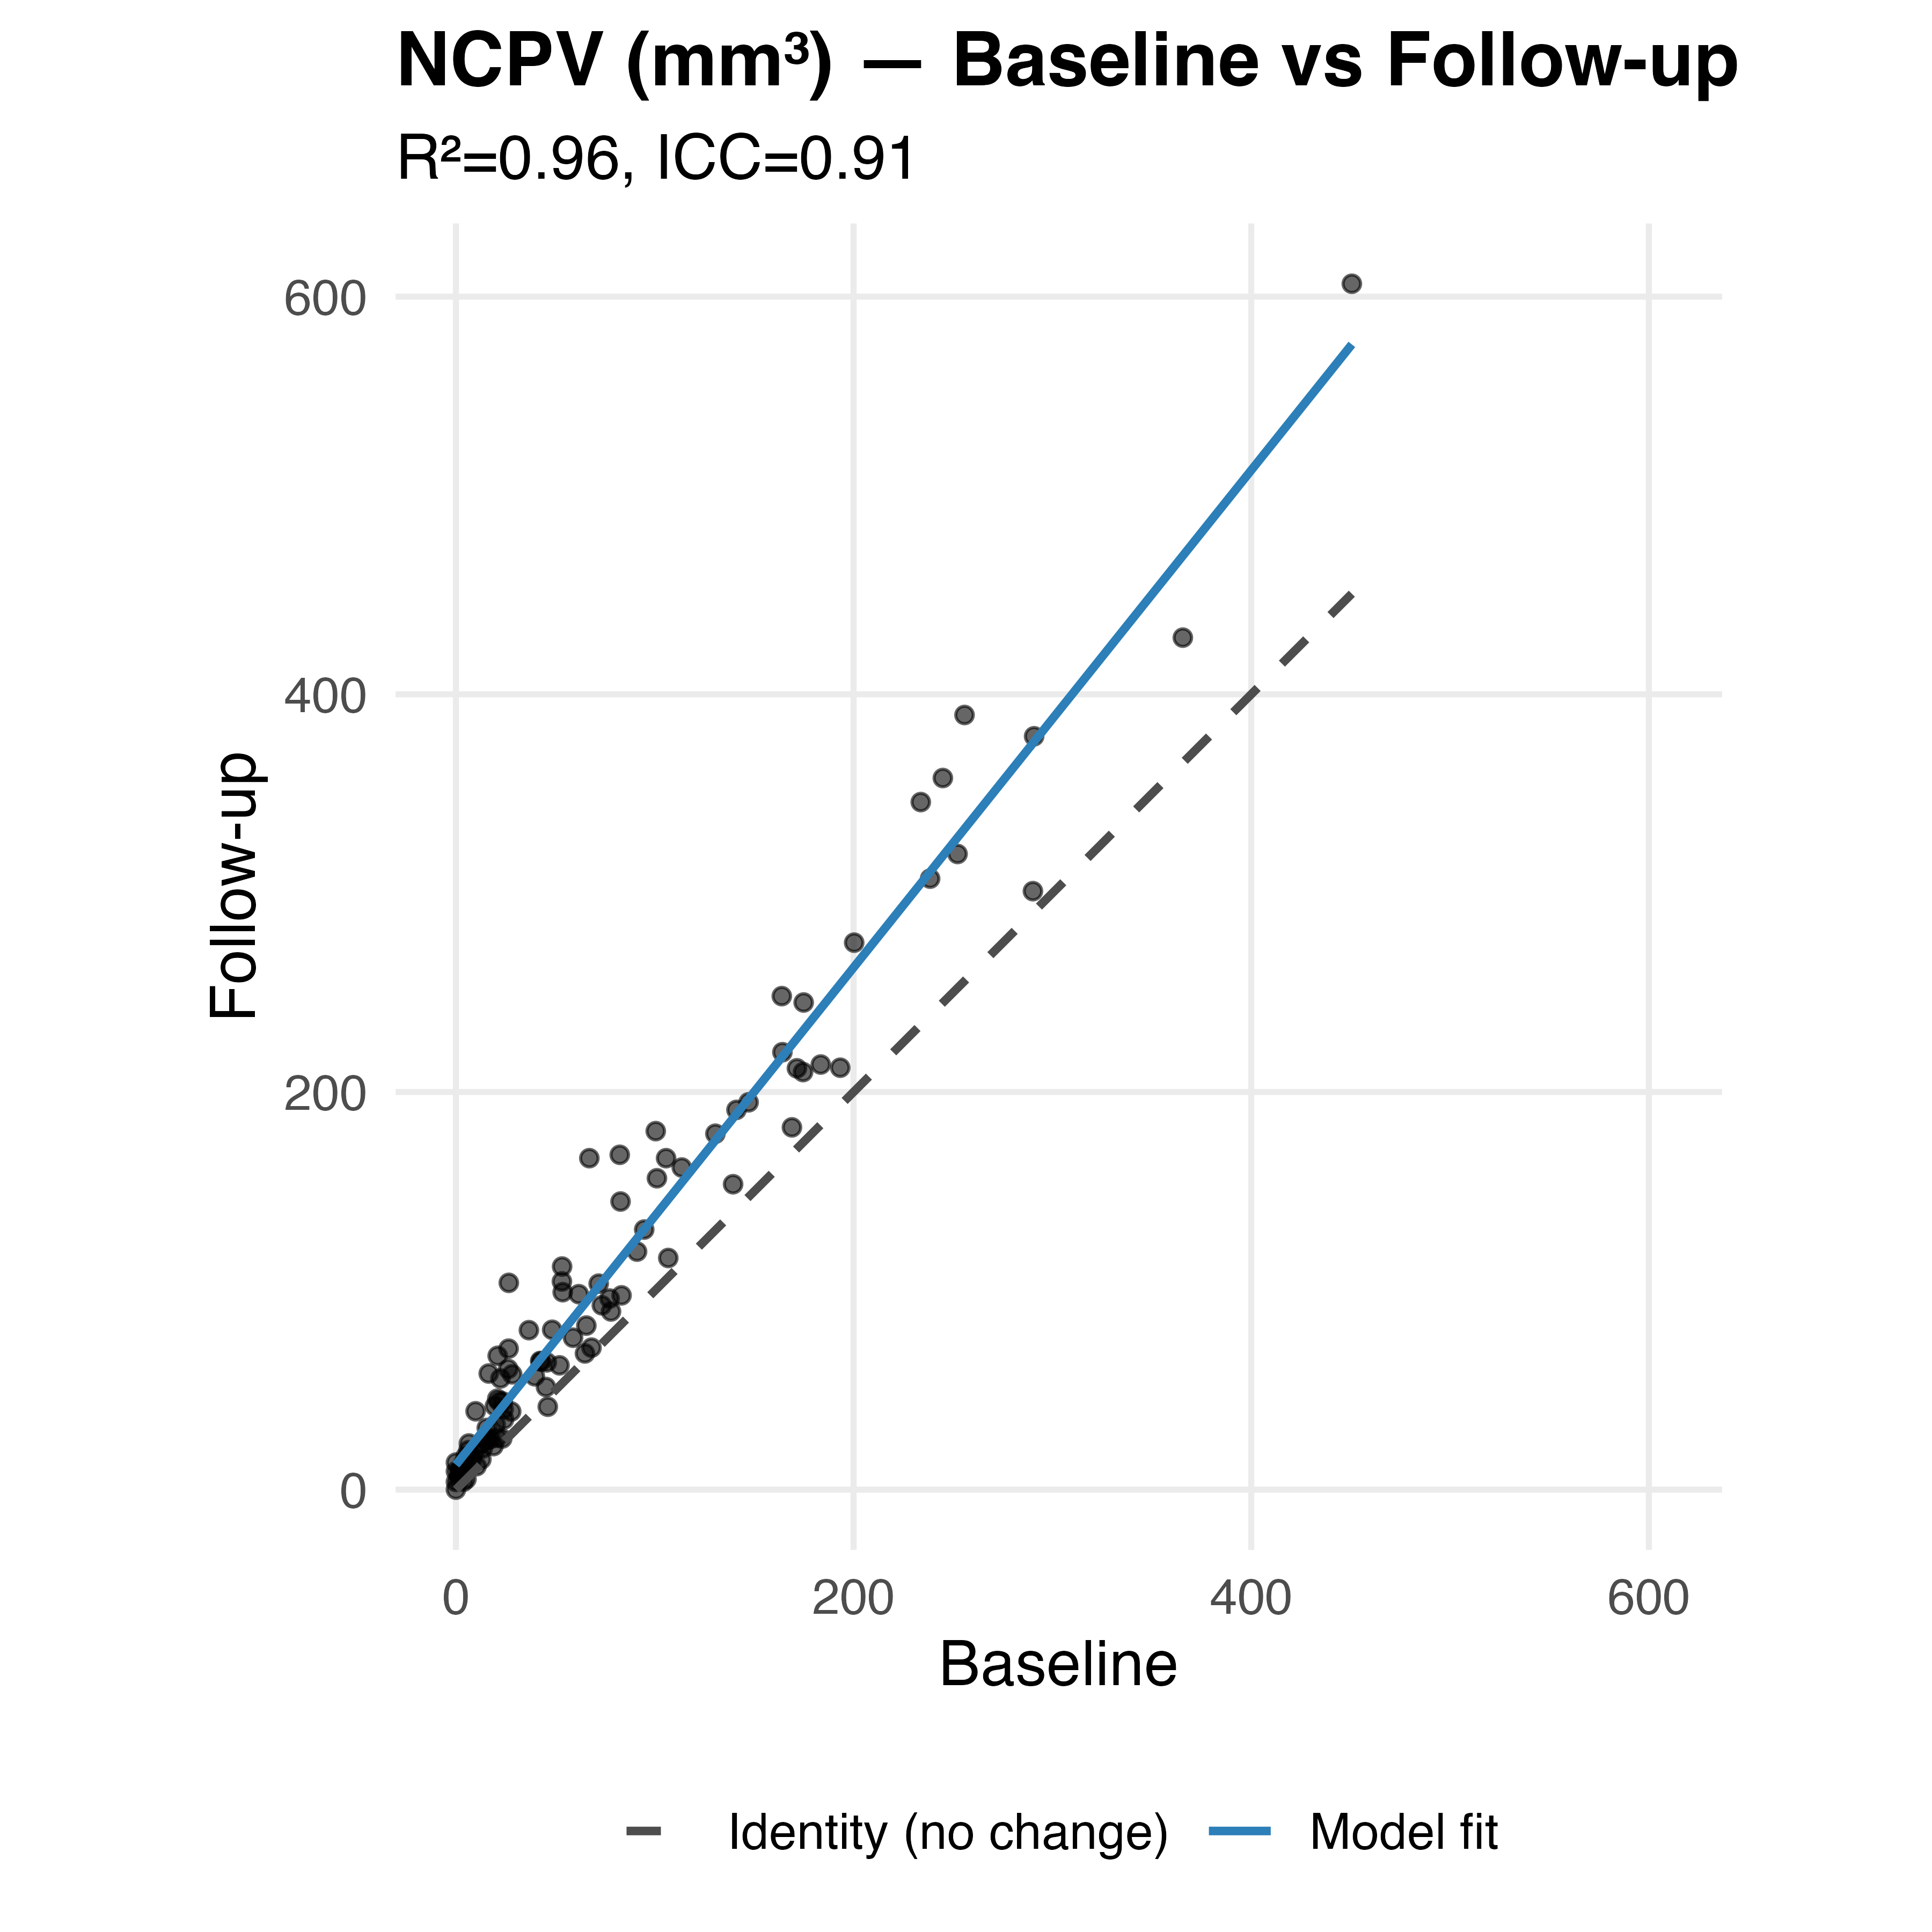 NCPV (mm³) — Baseline vs Follow-up
R²=0.96, ICC=0.91
600
400
200
0
Follow-up
0 200 400 600
Baseline
Identity (no change) Model fit